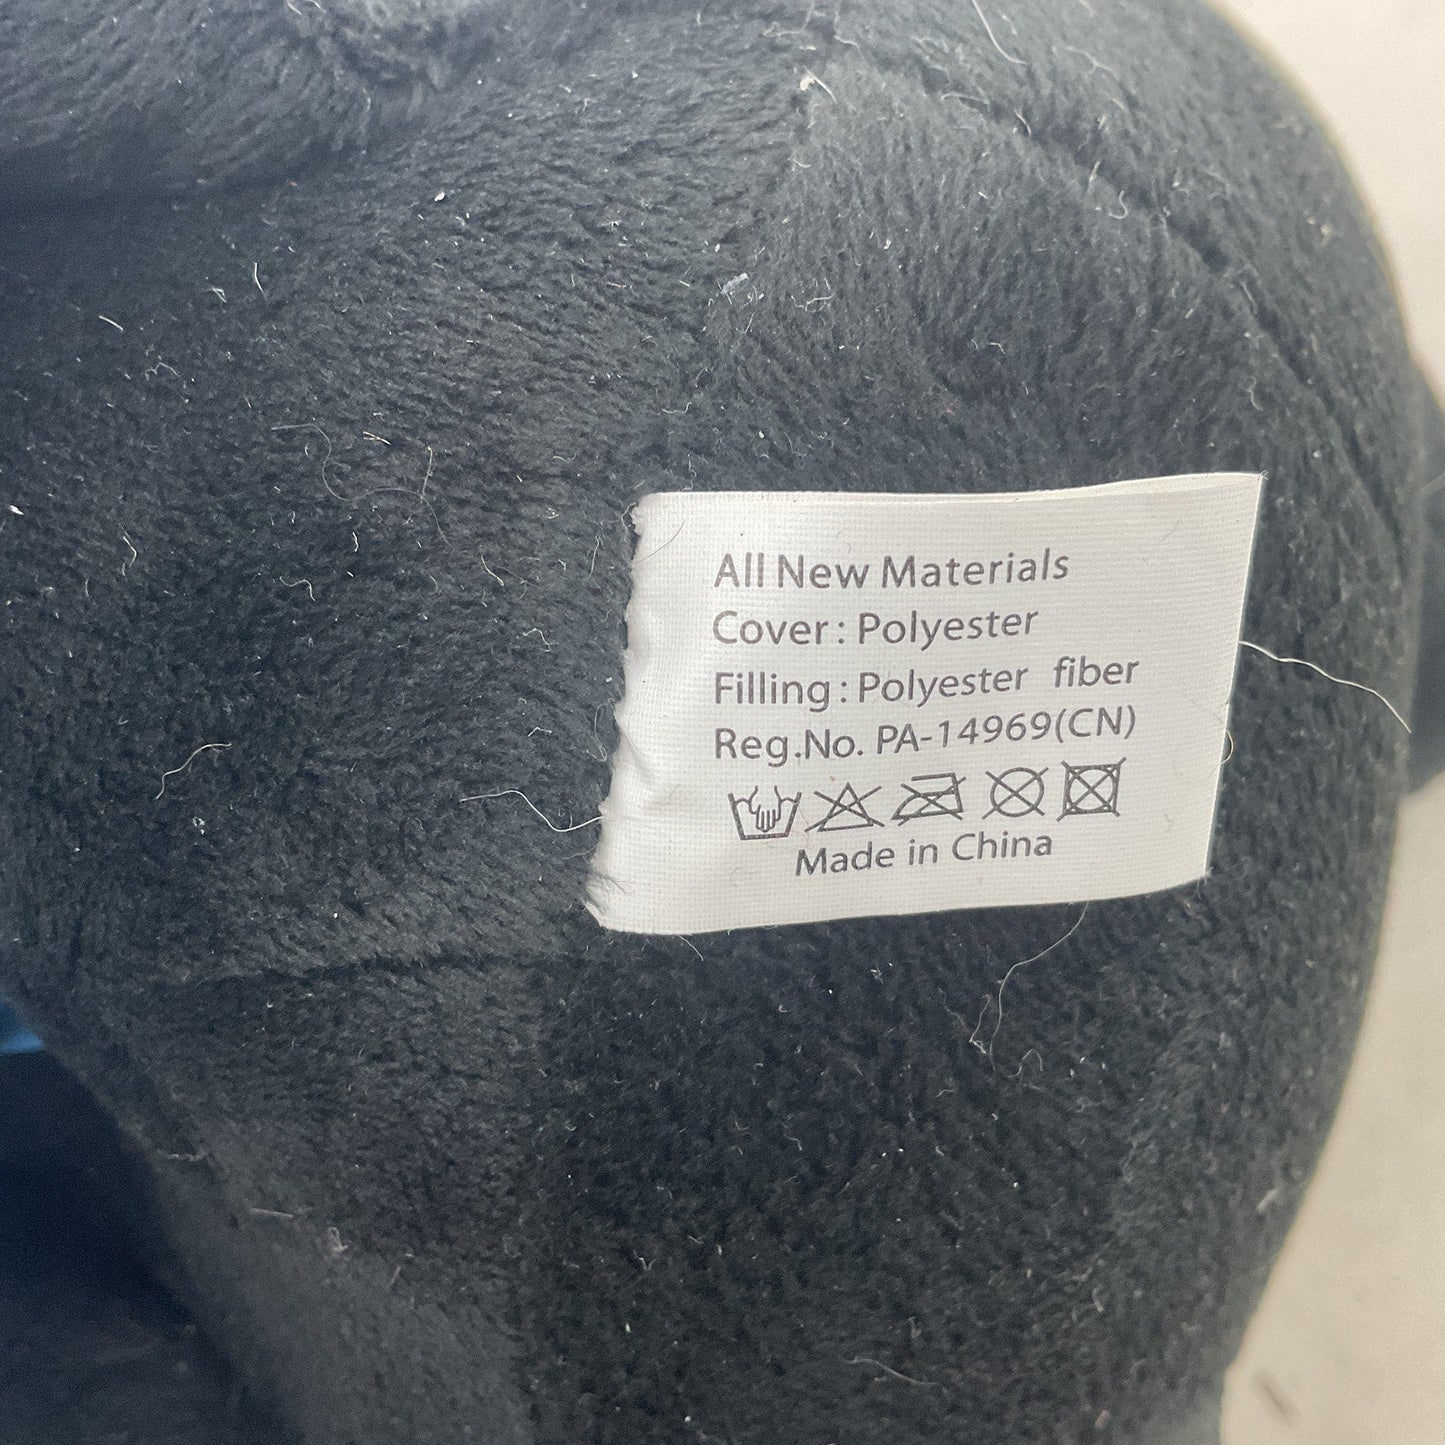 All New Materials
Cover : Polyester
Filling : Polyester fiber
Reg.No. PA-14969(CN)
Made in China